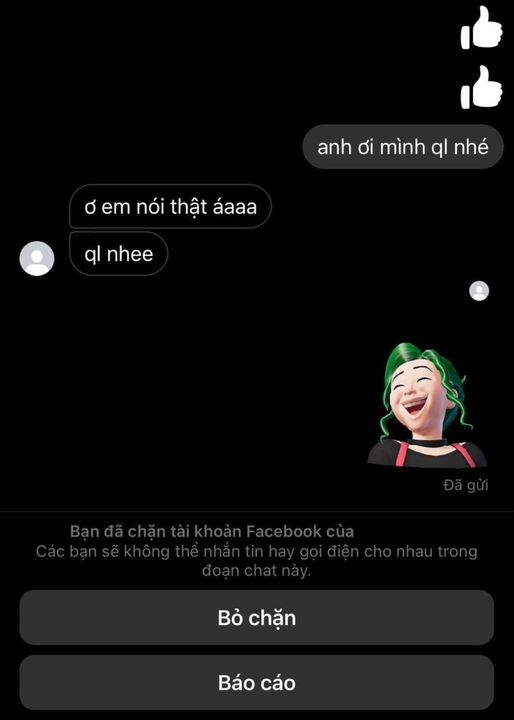 anh ơi mình ql nhé
ơ em nói thật áaaa
ql nhee
Đã gửi
Bạn đã chặn tài khoản Facebook của
Các bạn sẽ không thể nhắn tin hay gọi điện cho nhau trong
đoạn chat này.
Bỏ chặn
Báo cáo